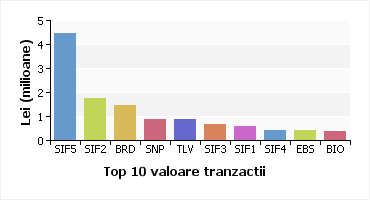 Lei (milioane)
5
4
3
2
1
0
SIF5 SIF2 BRD SNP TLV SIF3 SIF1 SIF4 EBS BIO
Top 10 valoare tranzactii